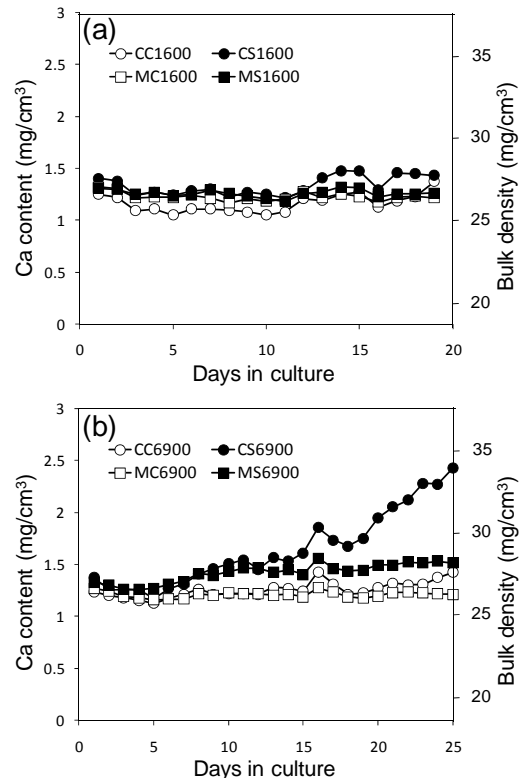 (a)
CC1600 CS1600
MC1600 MS1600
Ca content (mg/cm³)
3
2.5
2
1.5
1
0.5
0
Bulk density (mg/cm³)
35
30
25
20
0 5 10 15 20
Days in culture
(b)
CC6900 CS6900
MC6900 MS6900
Ca content (mg/cm³)
3
2.5
2
1.5
1
0.5
0
Bulk density (mg/cm³)
35
30
25
20
0 5 10 15 20 25
Days in culture